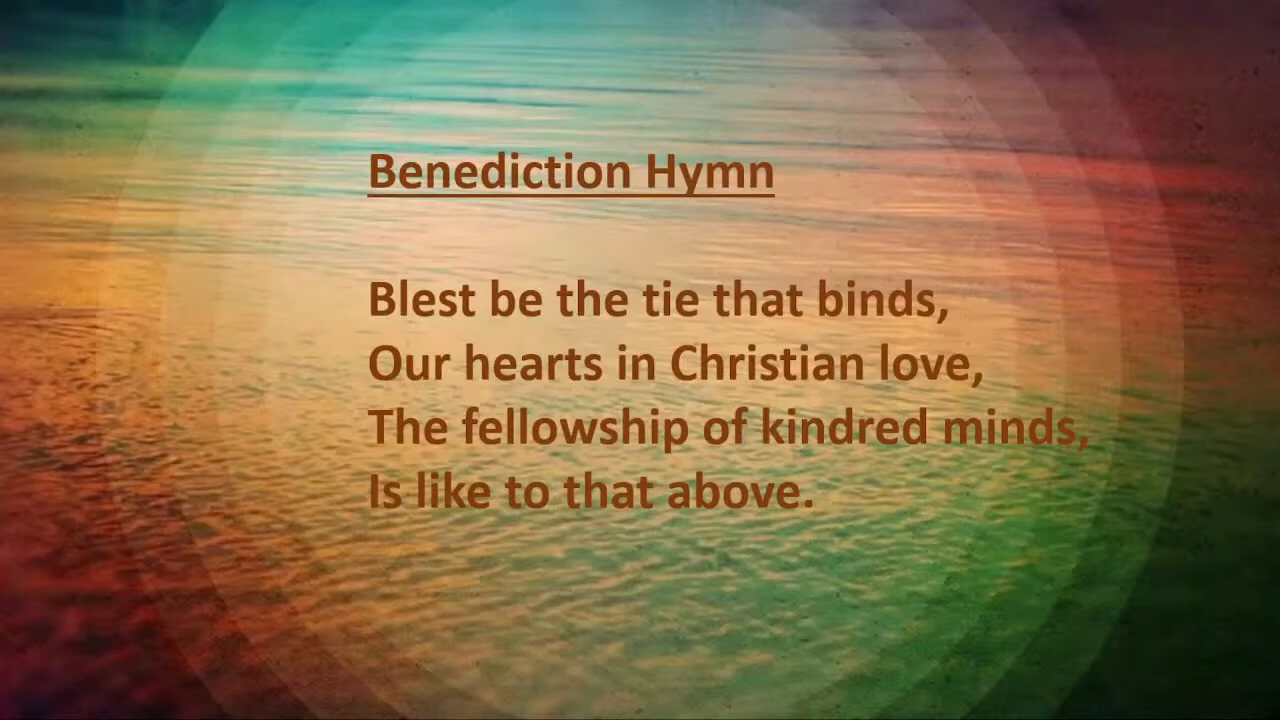 Benediction Hymn
Blest be the tie that binds,
Our hearts in Christian love,
The fellowship of kindred minds,
Is like to that above.